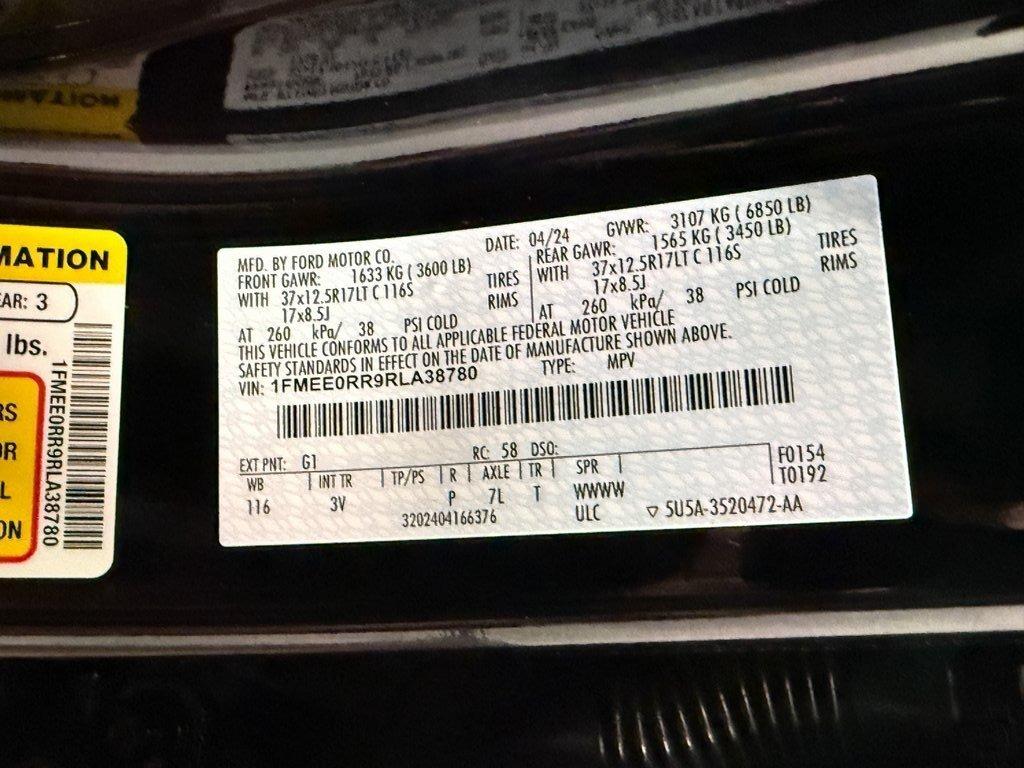 MATION
EAR: 3
lbs.
1FMEE0RR9RLA38780
RS
OR
L
ON
MFD. BY FORD MOTOR CO.
DATE: 04/24
GVWR: 3107 KG ( 6850 LB)
FRONT GAWR: 1633 KG ( 3600 LB)
WITH 37x12.5R17LT C 116S TIRES
17x8.5J RIMS
AT 260 kPa/ 38 PSI COLD
REAR GAWR: 1565 KG ( 3450 LB)
WITH 37x12.5R17LT C 116S TIRES
17x8.5J RIMS
AT 260 kPa/ 38 PSI COLD
THIS VEHICLE CONFORMS TO ALL APPLICABLE FEDERAL MOTOR VEHICLE
SAFETY STANDARDS IN EFFECT ON THE DATE OF MANUFACTURE SHOWN ABOVE.
VIN: 1FMEE0RR9RLA38780 TYPE: MPV
EXT PNT: G1 RC: 58 DSO:
WB INT TR TP/PS R AXLE TR SPR
116 3V P 7L T WWWW
F0154
T0192
3202404166376 ULC ▽ 5U5A-3520472-AA